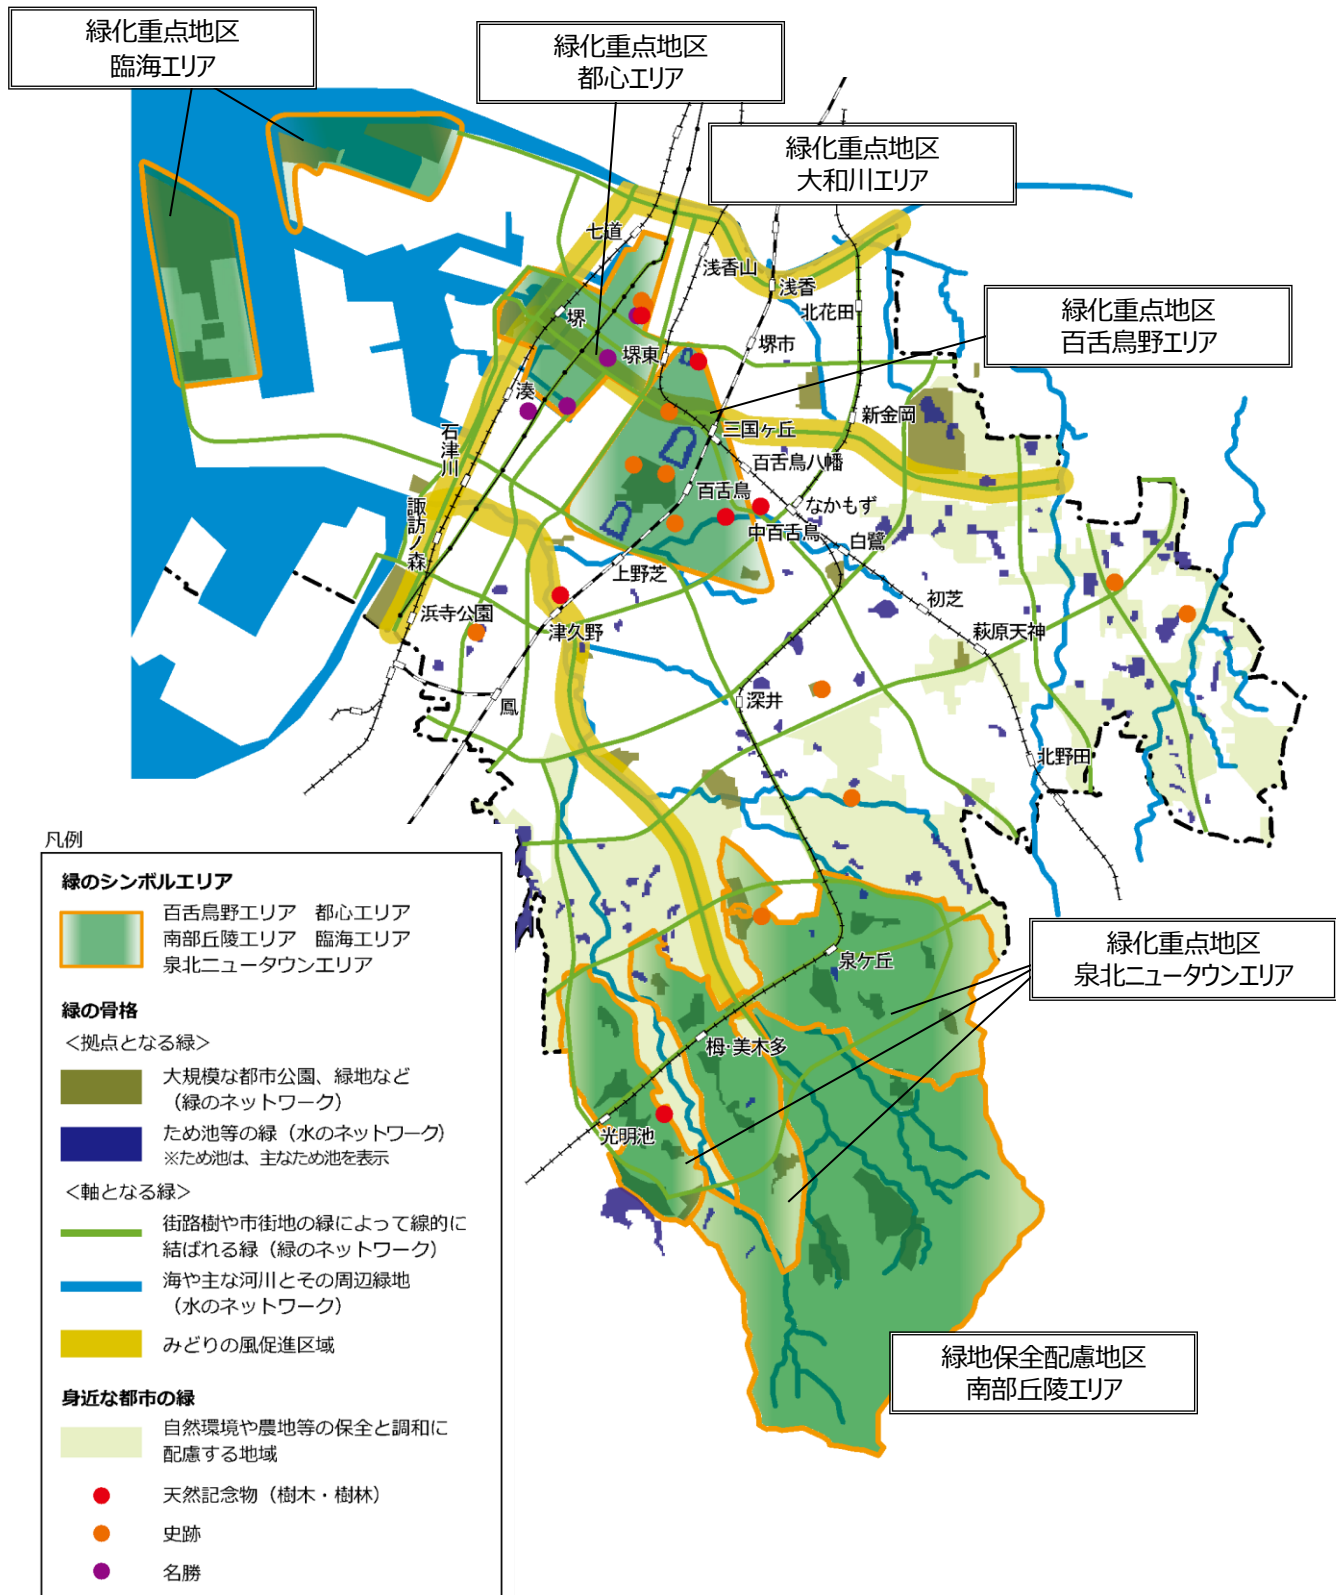 緑化重点地区
臨海エリア
緑化重点地区
都心エリア
緑化重点地区
大和川エリア
緑化重点地区
百舌鳥野エリア
七道
浅香山
浅香
北花田
堺
堺東
堺市
湊
新金岡
三国ヶ丘
石津川
百舌鳥八幡
百舌鳥
なかもず
諏訪ノ森
中百舌鳥
白鷺
上野芝
初芝
浜寺公園
津久野
萩原天神
鳳
深井
北野田
緑化重点地区
泉北ニュータウンエリア
泉ケ丘
栂・美木多
光明池
緑地保全配慮地区
南部丘陵エリア
凡例
緑のシンボルエリア
百舌鳥野エリア 都心エリア
南部丘陵エリア 臨海エリア
泉北ニュータウンエリア
緑の骨格
<拠点となる緑>
大規模な都市公園、緑地など
(緑のネットワーク)
ため池等の緑(水のネットワーク)
※ため池は、主なため池を表示
<軸となる緑>
街路樹や市街地の緑によって線的に
結ばれる緑(緑のネットワーク)
海や主な河川とその周辺緑地
(水のネットワーク)
みどりの風促進区域
身近な都市の緑
自然環境や農地等の保全と調和に
配慮する地域
天然記念物(樹木・樹林)
史跡
名勝